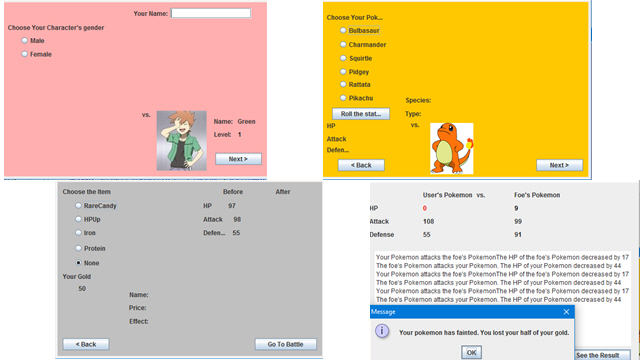 Your Name:
Choose Your Character's gender
Male
Female
vs.
Name: Green
Level: 1
Next >
Choose Your Pok...
Bulbasaur
Charmander
Squirtle
Pidgey
Rattata
Pikachu
Roll the stat...
Species:
Type:
vs.
HP
Attack
Defen...
< Back
Next >
Choose the Item Before After
RareCandy HP 97
HPUp Attack 98
Iron Defen... 55
Protein
None
Your Gold
50
Name:
Price:
Effect:
< Back
Go To Battle
User's Pokemon vs. Foe's Pokemon
HP 0 9
Attack 108 99
Defense 55 91
Your Pokemon attacks the foe's PokemonThe HP of the foe's Pokemon decreased by 17
The foe's Pokemon attacks your Pokemon. The HP of your Pokemon decreased by 44
Your Pokemon attacks the foe's PokemonThe HP of the foe's Pokemon decreased by 17
The foe's Pokemon attacks your Pokemon. The HP of your Pokemon decreased by 44
Your Pokemon attacks the foe's PokemonThe HP of the foe's Pokemon decreased by 17
The foe's Pokemon attacks your Pokemon. The HP of your Pokemon decreased by 44
Message
Your pokemon has fainted. You lost your half of your gold.
OK
See the Result